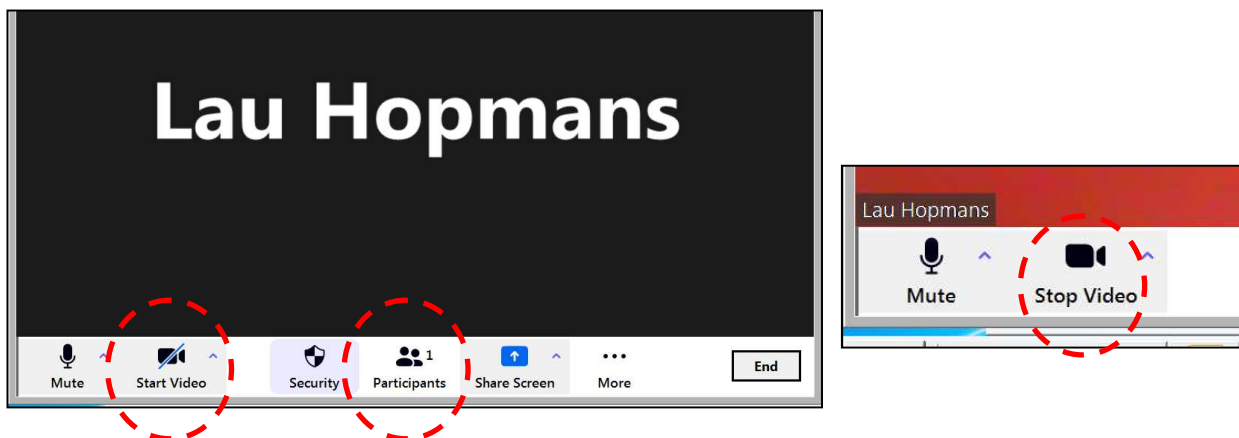 Lau Hopmans
1
Mute Start Video Security Participants Share Screen More End
Lau Hopmans
Mute Stop Video